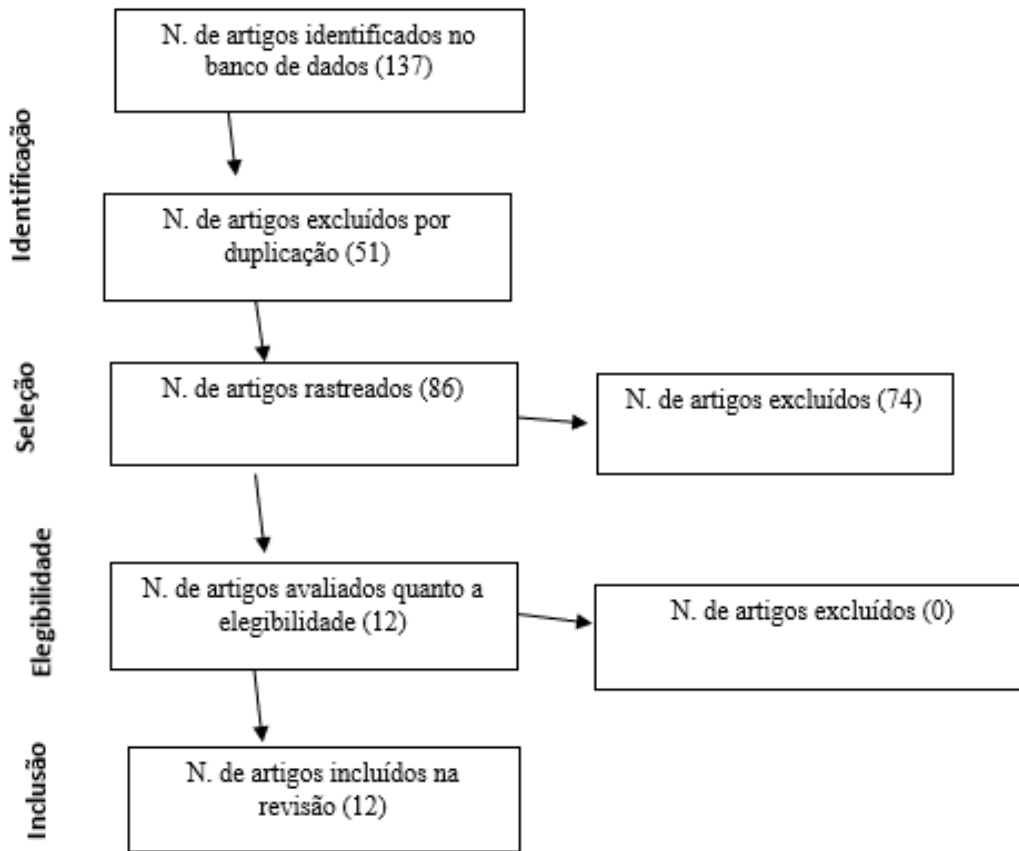 N. de artigos identificados no
banco de dados (137)
Identificação
N. de artigos excluídos por
duplicação (51)
Seleção
N. de artigos rastreados (86)
N. de artigos excluídos (74)
Elegibilidade
N. de artigos avaliados quanto a
elegibilidade (12)
N. de artigos excluídos (0)
Inclusão
N. de artigos incluídos na
revisão (12)